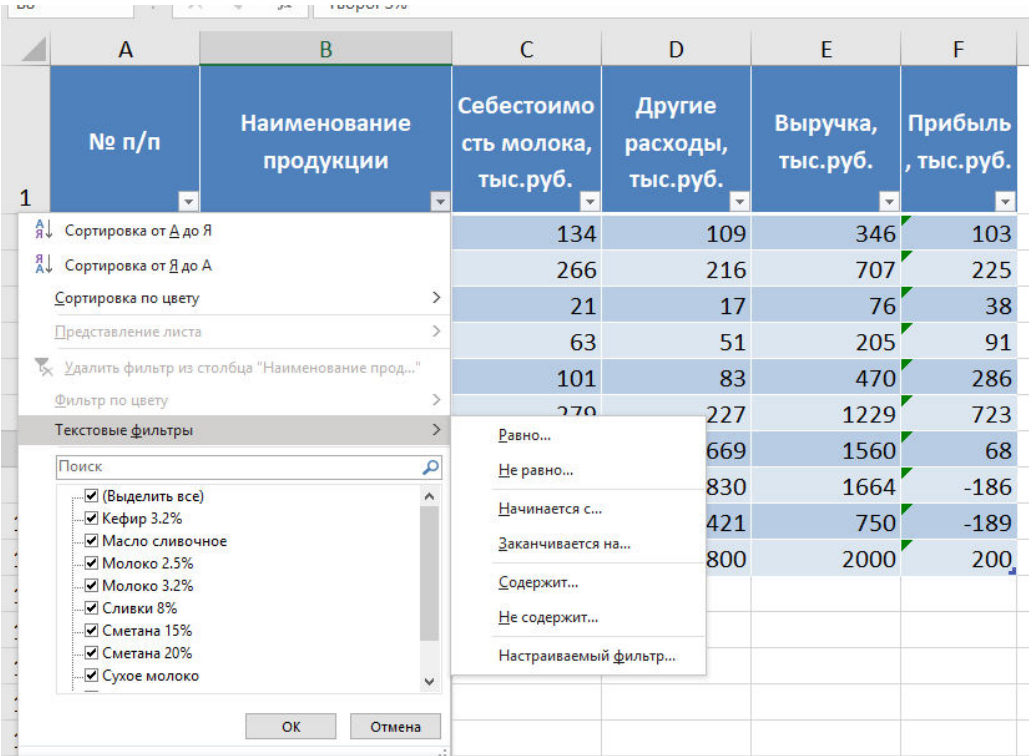 A B C D E F
№ п/п
Наименование
продукции
Себестоимо
сть молока,
тыс.руб.
Другие
расходы,
тыс.руб.
Выручка,
тыс.руб.
Прибыль
, тыс.руб.
1
Сортировка от А до Я
Сортировка от Я до А
Сортировка по цвету
Представление листа
Удалить фильтр из столбца "Наименование прод..."
Фильтр по цвету
Текстовые фильтры
Поиск
(Выделить все)
Кефир 3.2%
Масло сливочное
Молоко 2.5%
Молоко 3.2%
Сливки 8%
Сметана 15%
Сметана 20%
Сухое молоко
ОК Отмена
Равно...
Не равно...
Начинается с...
Заканчивается на...
Содержит...
Не содержит...
Настраиваемый фильтр...
134 109 346 103
266 216 707 225
21 17 76 38
63 51 205 91
101 83 470 286
279 227 1229 723
669 1560 68
830 1664 -186
421 750 -189
800 2000 200